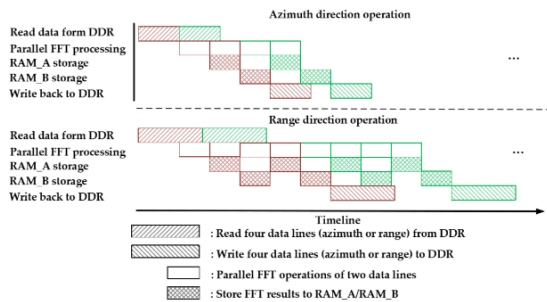 Azimuth direction operation
Read data form DDR
Parallel FFT processing
RAM_A storage
RAM_B storage
Write back to DDR
...
Range direction operation
Read data form DDR
Parallel FFT processing
RAM_A storage
RAM_B storage
Write back to DDR
...
Timeline
: Read four data lines (azimuth or range) from DDR
: Write four data lines (azimuth or range) to DDR
: Parallel FFT operations of two data lines
: Store FFT results to RAM_A/RAM_B